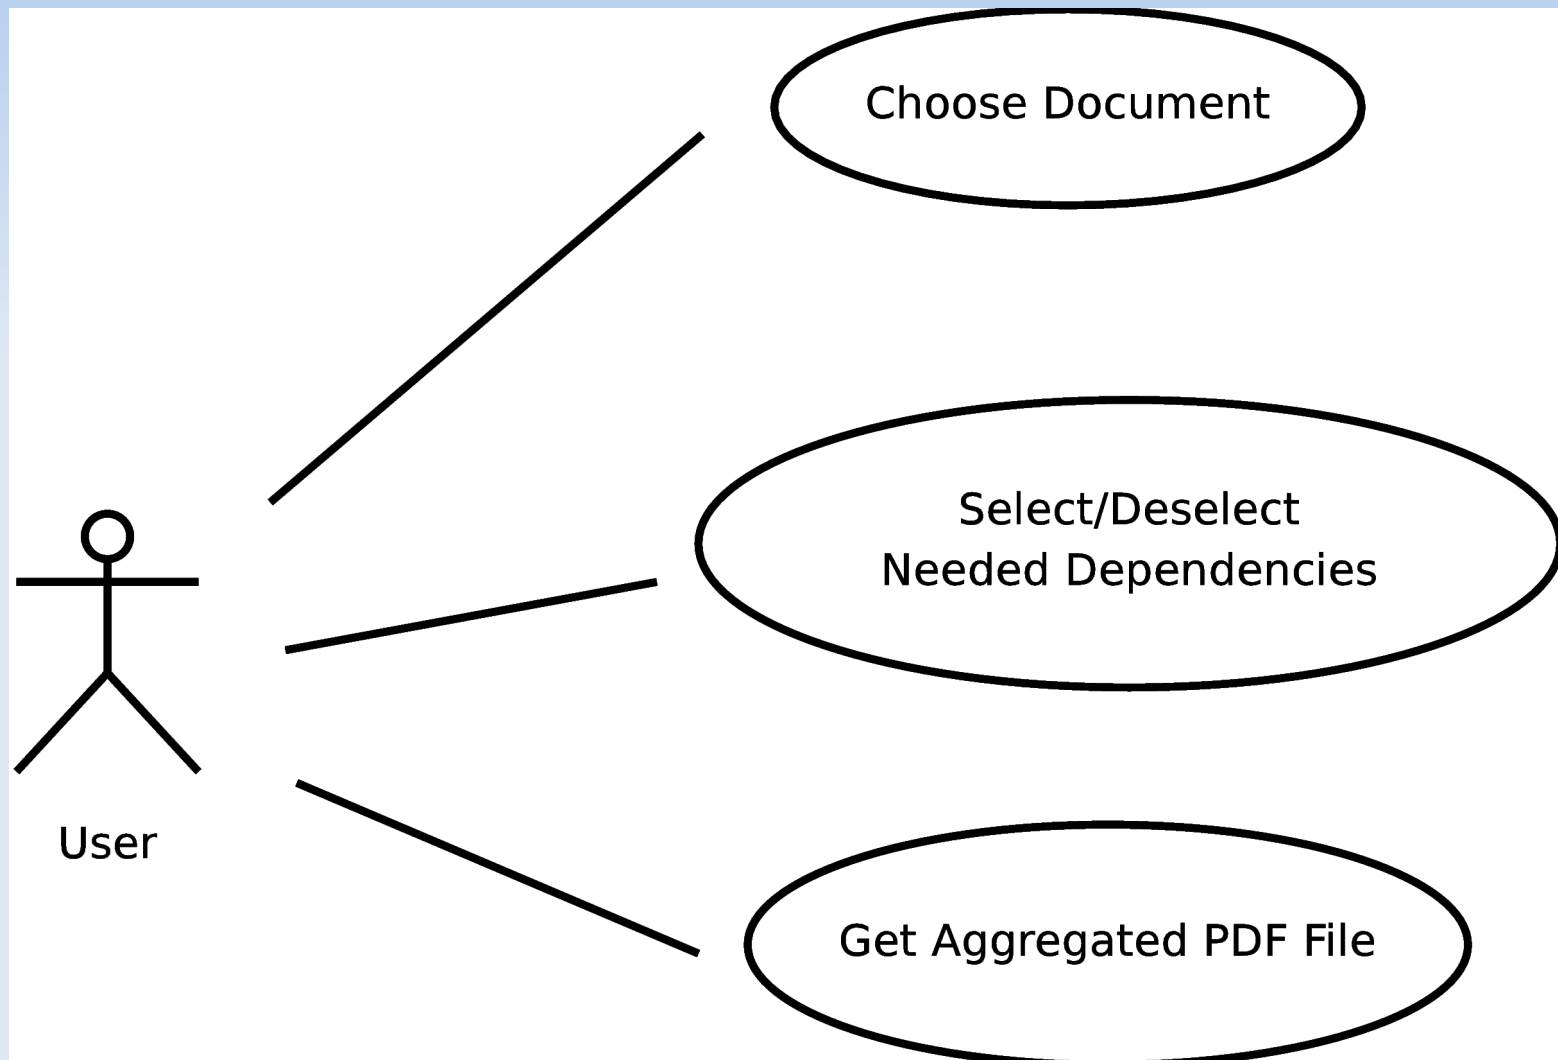 Choose Document
Select/Deselect
Needed Dependencies
User
Get Aggregated PDF File